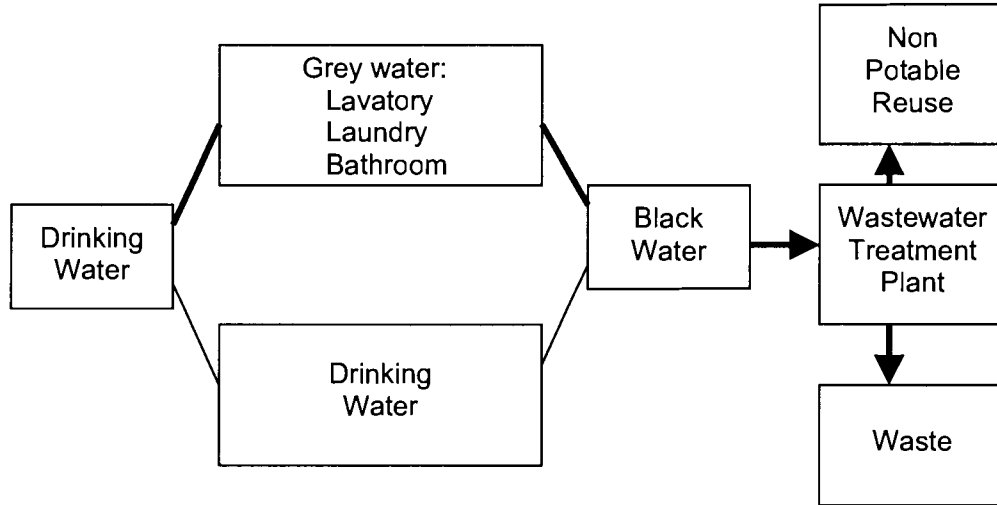 Drinking
Water
Grey water:
Lavatory
Laundry
Bathroom
Drinking
Water
Black
Water
Non
Potable
Reuse
Wastewater
Treatment
Plant
Waste